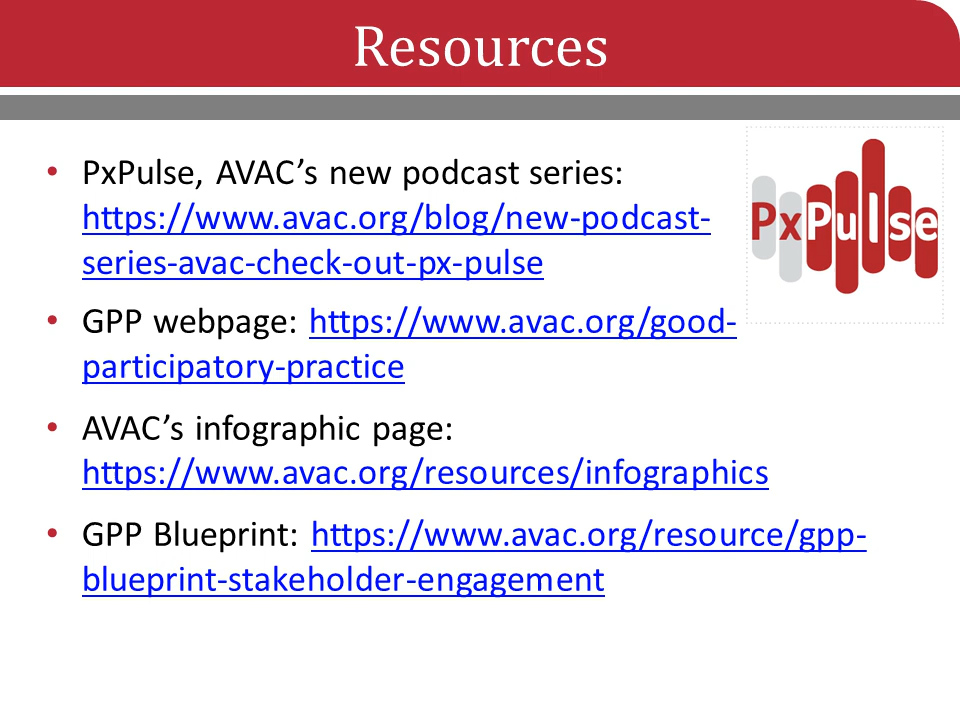 Resources
• PxPulse, AVAC’s new podcast series:
https://www.avac.org/blog/new-podcast-
series-avac-check-out-px-pulse
PxPulse
• GPP webpage: https://www.avac.org/good-
participatory-practice
• AVAC’s infographic page:
https://www.avac.org/resources/infographics
• GPP Blueprint: https://www.avac.org/resource/gpp-
blueprint-stakeholder-engagement